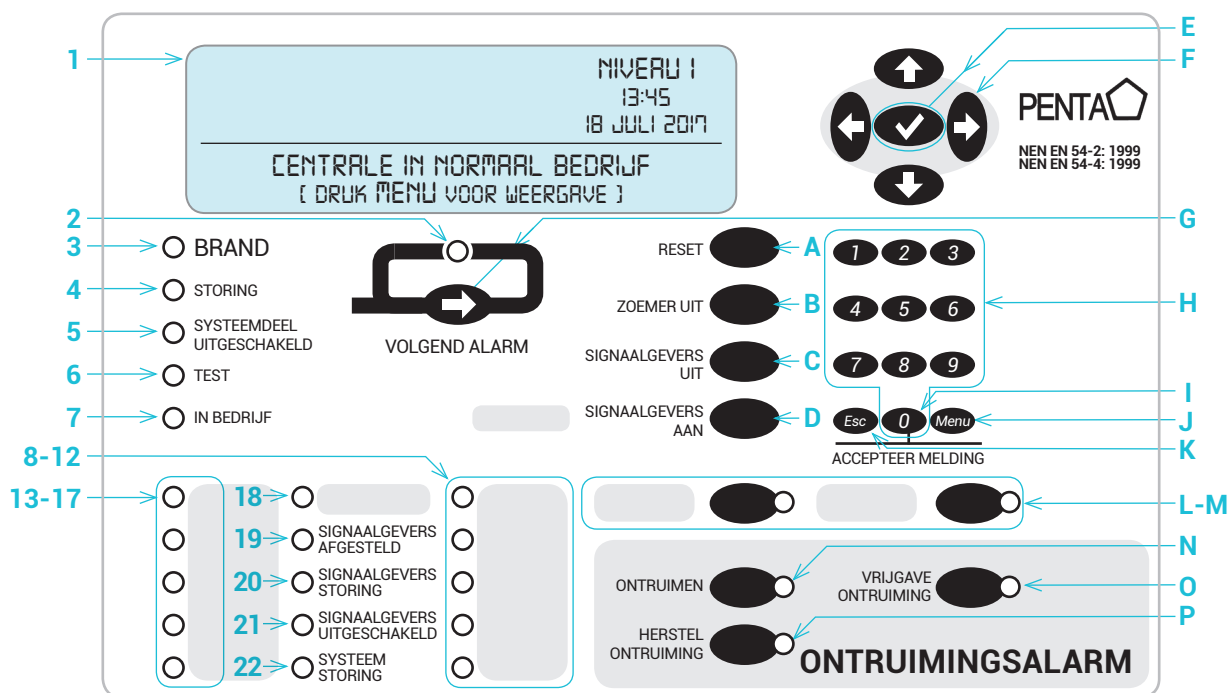 1
NIVEAU 1
13:45
18 JULI 2017
CENTRALE IN NORMAAL BEDRIJF
[ DRUK MENU VOOR WEERGAVE ]
E
F
PENTA
NEN EN 54-2: 1999
NEN EN 54-4: 1999
2
G
3
BRAND
4
STORING
5
SYSTEEMDEEL
UITGESCHAKELD
6
TEST
7
IN BEDRIJF
VOLGEND ALARM
RESET
A
ZOEMER UIT
B
SIGNAALGEVERS
UIT
C
SIGNAALGEVERS
AAN
D
1 2 3
4 5 6
7 8 9
Esc 0 Menu
ACCEPTEER MELDING
H
I
J
K
8-12
13-17
18
19
SIGNAALGEVERS
AFGESTELD
20
SIGNAALGEVERS
STORING
21
SIGNAALGEVERS
UITGESCHAKELD
22
SYSTEEM
STORING
L-M
ONTRUIMEN
N
VRIJGAVE
ONTRUIMING
O
HERSTEL
ONTRUIMING
P
ONTRUIMINGSALARM